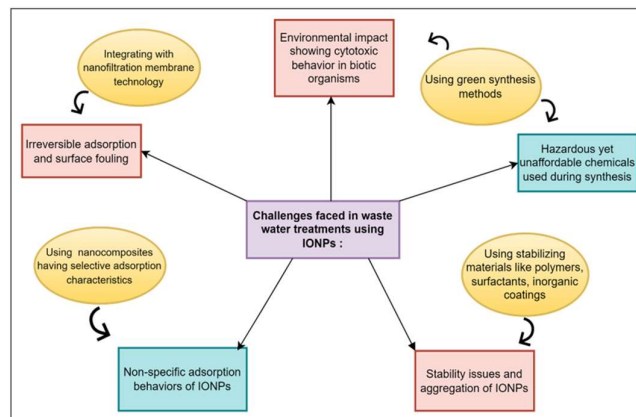 Integrating with
nanofiltration membrane
technology
Environmental impact
showing cytotoxic
behavior in biotic
organisms
Using green synthesis
methods
Irreversible adsorption
and surface fouling
Hazardous yet
unaffordable chemicals
used during synthesis
Challenges faced in waste
water treatments using
IONPs :
Using nanocomposites
having selective adsorption
characteristics
Using stabilizing
materials like polymers,
surfactants, inorganic
coatings
Non-specific adsorption
behaviors of IONPs
Stability issues and
aggregation of IONPs